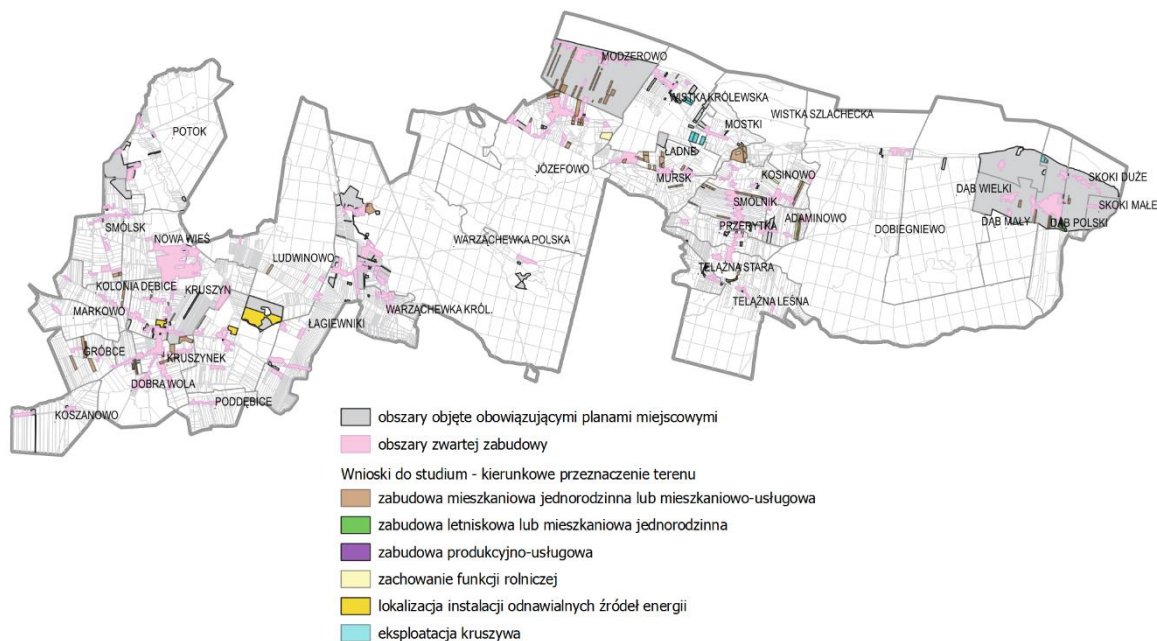 MODZEROWO
WISTKA KRÓLEWSKA
WISTKA SZLACHECKA
MOSTKI
POTOK
ŁADNE
JÓZEFOWO
MURSK
KOSINOWO
SKOKI DUŻE
DĄB WIELKI
SMÓLNIK
SKOKI MAŁE
ADAMINOWO
DĄB MAŁY
DĄB POLSKI
SMÓLSK
PRZERYTKA
DOBIEGNIEWO
NOWA WIEŚ
WARZĄCHEWKA POLSKA
LUDWINOWO
TELĄŻNA STARA
KOLONIA DĘBICE
KRUSZYN
TELĄŻNA LEŚNA
MARKOWO
WARZĄCHEWKA KRÓL.
ŁAGIEWNIKI
GRÓBCE
KRUSZYNEK
DOBRA WOLA
PODDĘBICE
KOSZANOWO
obszary objęte obowiązującymi planami miejscowymi
obszary zwartej zabudowy
Wnioski do studium - kierunkowe przeznaczenie terenu
zabudowa mieszkaniowa jednorodzinna lub mieszkaniowo-usługowa
zabudowa letniskowa lub mieszkaniowa jednorodzinna
zabudowa produkcyjno-usługowa
zachowanie funkcji rolniczej
lokalizacja instalacji odnawialnych źródeł energii
eksploatacja kruszywa